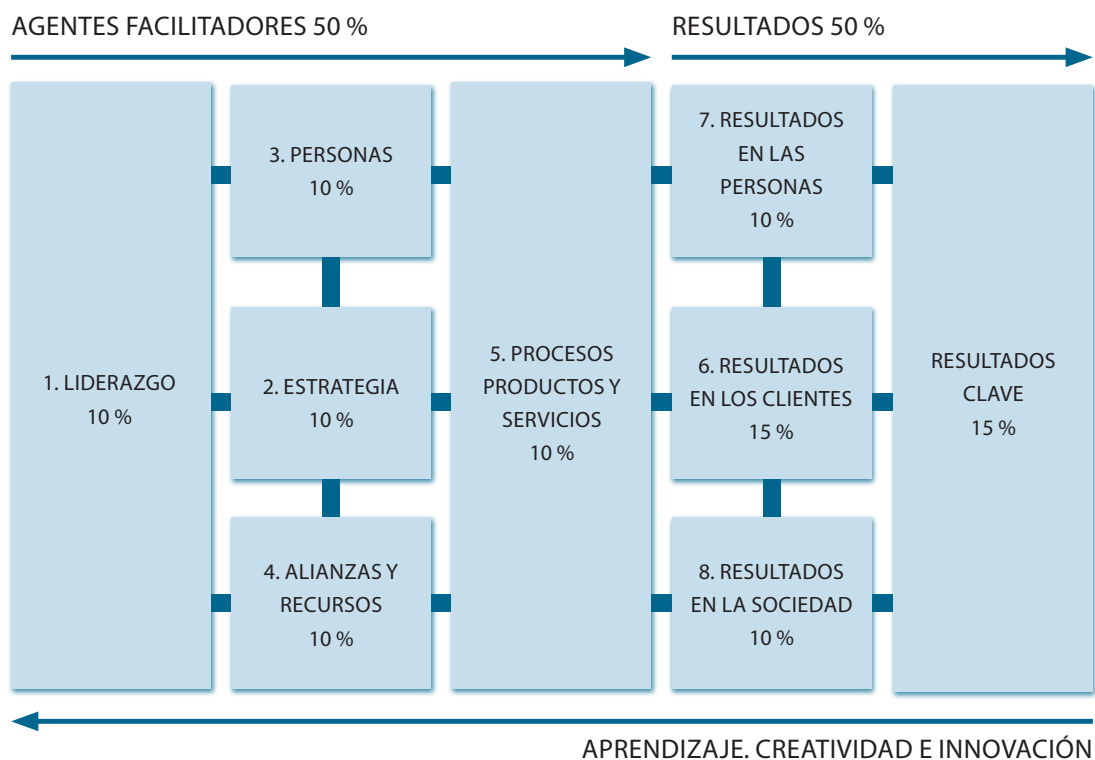 AGENTES FACILITADORES 50 %
RESULTADOS 50 %
1. LIDERAZGO
10 %
3. PERSONAS
10 %
2. ESTRATEGIA
10 %
4. ALIANZAS Y
RECURSOS
10 %
5. PROCESOS
PRODUCTOS Y
SERVICIOS
10 %
7. RESULTADOS
EN LAS
PERSONAS
10 %
6. RESULTADOS
EN LOS CLIENTES
15 %
8. RESULTADOS
EN LA SOCIEDAD
10 %
RESULTADOS
CLAVE
15 %
APRENDIZAJE. CREATIVIDAD E INNOVACIÓN